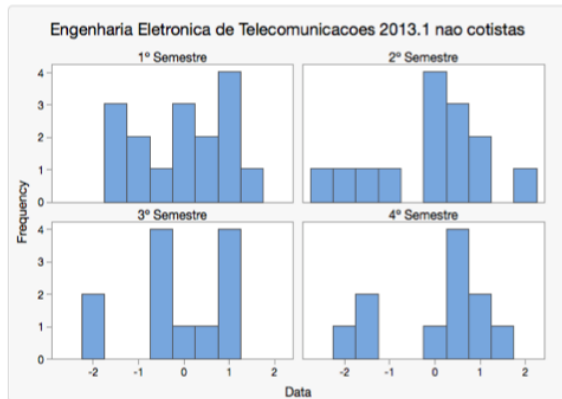 Engenharia Eletronica de Telecomunicacoes 2013.1 nao cotistas
1º Semestre
2º Semestre
4
3
2
1
0
Frequency
3º Semestre
4º Semestre
4
3
2
1
0
-2 -1 0 1 2
-2 -1 0 1 2
Data